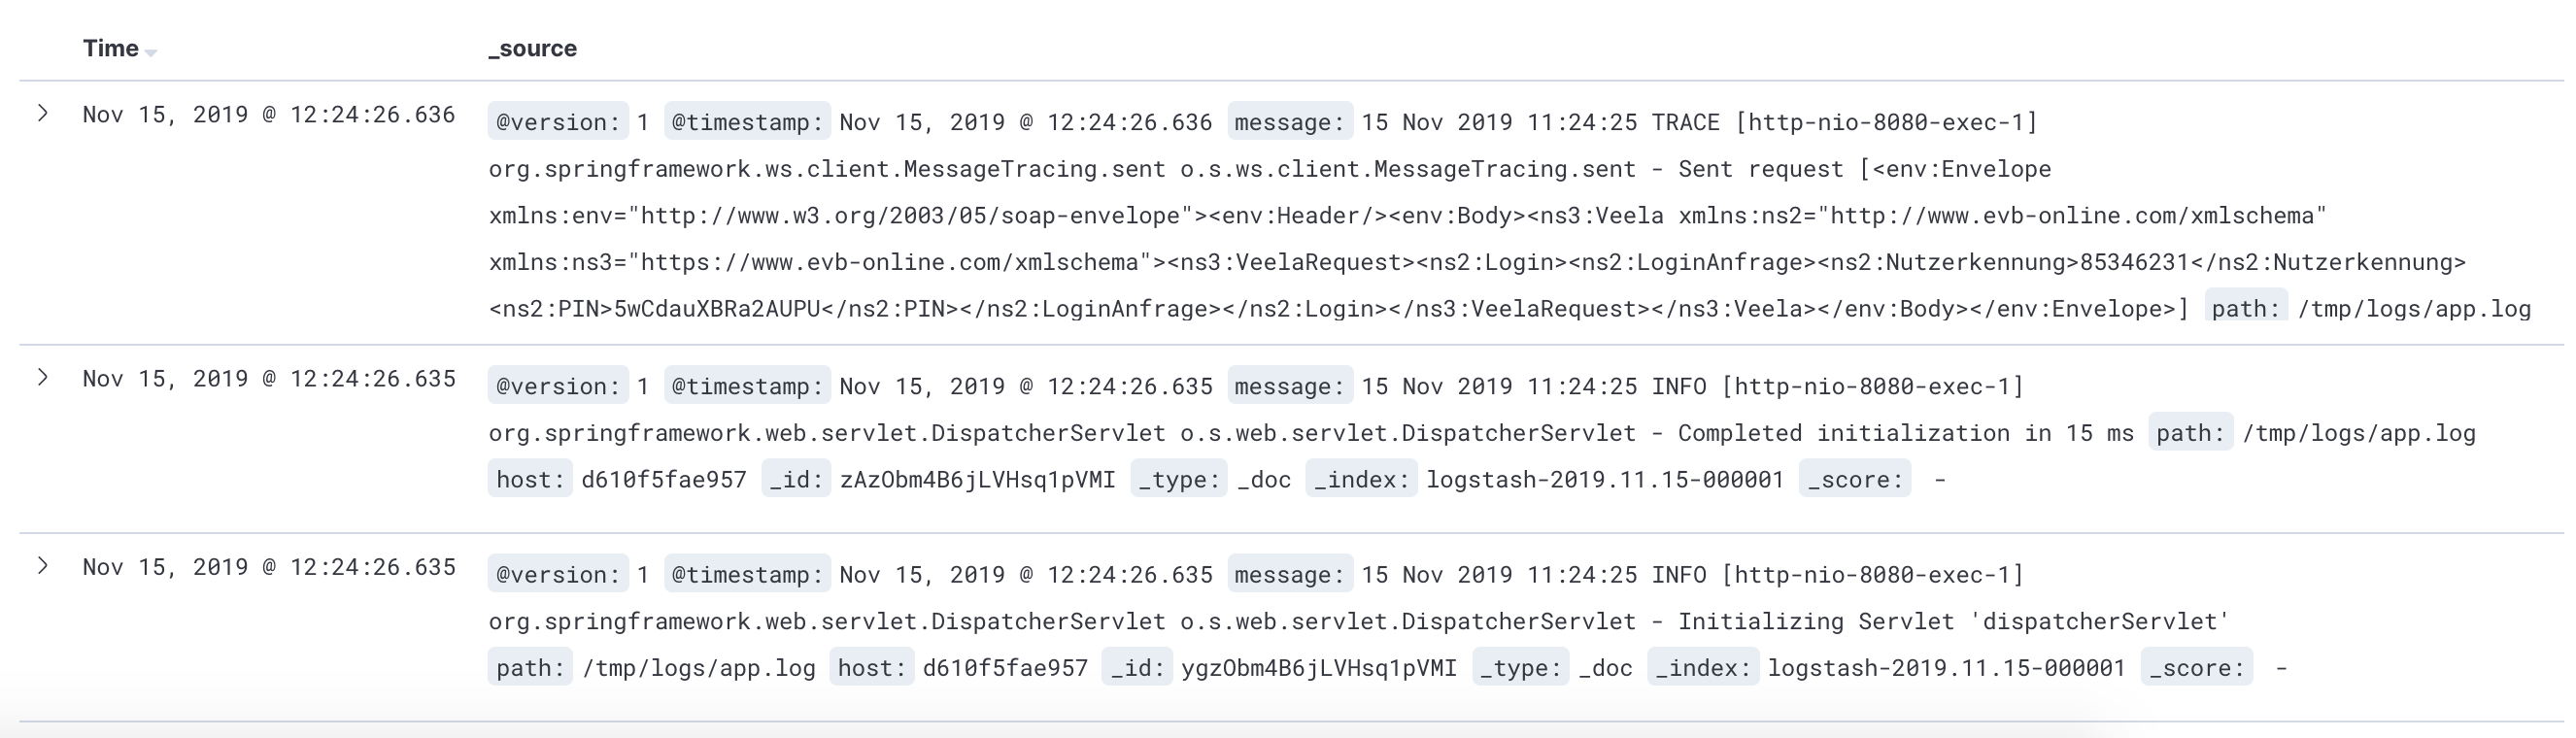 Time _source
Nov 15, 2019 @ 12:24:26.636 @version: 1 @timestamp: Nov 15, 2019 @ 12:24:26.636 message: 15 Nov 2019 11:24:25 TRACE [http-nio-8080-exec-1]
org.springframework.ws.client.MessageTracing.sent o.s.ws.client.MessageTracing.sent - Sent request [<env:Envelope
xmlns:env="http://www.w3.org/2003/05/soap-envelope"><env:Header/><env:Body><ns3:Veela xmlns:ns2="http://www.evb-online.com/xmlschema"
xmlns:ns3="https://www.evb-online.com/xmlschema"><ns3:VeelaRequest><ns2:Login><ns2:LoginAnfrage><ns2:Nutzerkennung>85346231</ns2:Nutzerkennung>
<ns2:PIN>5wCdauXBRa2AUPU</ns2:PIN></ns2:LoginAnfrage></ns2:Login></ns3:VeelaRequest></ns3:Veela></env:Body></env:Envelope>] path: /tmp/logs/app.log
Nov 15, 2019 @ 12:24:26.635 @version: 1 @timestamp: Nov 15, 2019 @ 12:24:26.635 message: 15 Nov 2019 11:24:25 INFO [http-nio-8080-exec-1]
org.springframework.web.servlet.DispatcherServlet o.s.web.servlet.DispatcherServlet - Completed initialization in 15 ms path: /tmp/logs/app.log
host: d610f5fae957 _id: zAzObm4B6jLVHsq1pVMI _type: _doc _index: logstash-2019.11.15-000001 _score: -
Nov 15, 2019 @ 12:24:26.635 @version: 1 @timestamp: Nov 15, 2019 @ 12:24:26.635 message: 15 Nov 2019 11:24:25 INFO [http-nio-8080-exec-1]
org.springframework.web.servlet.DispatcherServlet o.s.web.servlet.DispatcherServlet - Initializing Servlet 'dispatcherServlet'
path: /tmp/logs/app.log host: d610f5fae957 _id: ygzObm4B6jLVHsq1pVMI _type: _doc _index: logstash-2019.11.15-000001 _score: -